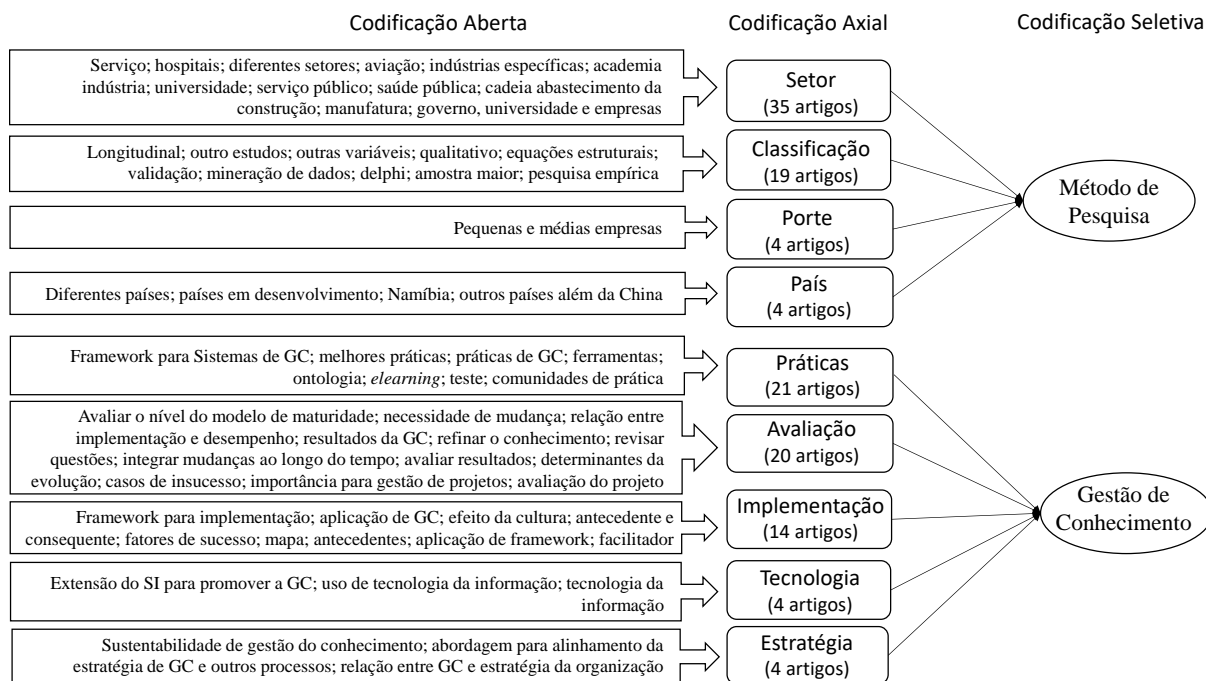 Codificação Aberta
Codificação Axial
Codificação Seletiva
Serviço; hospitais; diferentes setores; aviação; indústrias específicas; academia
indústria; universidade; serviço público; saúde pública; cadeia abastecimento da
construção; manufatura; governo, universidade e empresas
Setor
(35 artigos)
Longitudinal; outro estudos; outras variáveis; qualitativo; equações estruturais;
validação; mineração de dados; delphi; amostra maior; pesquisa empírica
Classificação
(19 artigos)
Pequenas e médias empresas
Porte
(4 artigos)
Diferentes países; países em desenvolvimento; Namíbia; outros países além da China
País
(4 artigos)
Método de
Pesquisa
Framework para Sistemas de GC; melhores práticas; práticas de GC; ferramentas;
ontologia; elearning; teste; comunidades de prática
Práticas
(21 artigos)
Avaliar o nível do modelo de maturidade; necessidade de mudança; relação entre
implementação e desempenho; resultados da GC; refinar o conhecimento; revisar
questões; integrar mudanças ao longo do tempo; avaliar resultados; determinantes da
evolução; casos de insucesso; importância para gestão de projetos; avaliação do projeto
Avaliação
(20 artigos)
Framework para implementação; aplicação de GC; efeito da cultura; antecedente e
consequente; fatores de sucesso; mapa; antecedentes; aplicação de framework; facilitador
Implementação
(14 artigos)
Extensão do SI para promover a GC; uso de tecnologia da informação; tecnologia da
informação
Tecnologia
(4 artigos)
Sustentabilidade de gestão do conhecimento; abordagem para alinhamento da
estratégia de GC e outros processos; relação entre GC e estratégia da organização
Estratégia
(4 artigos)
Gestão de
Conhecimento